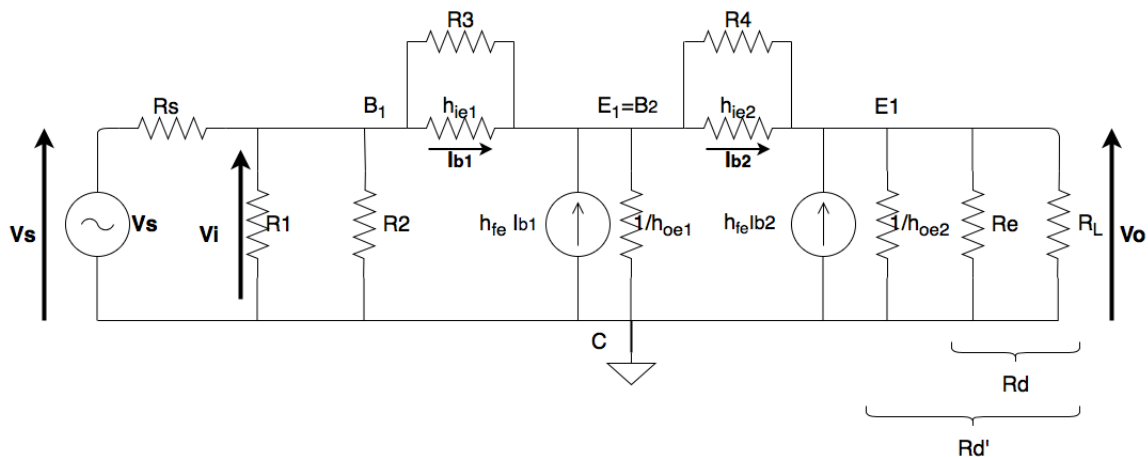 R3
R4
Rs
B1
hie1
E1=B2
hie2
E1
Ib1
Ib2
Vs
Vs
Vi
R1
R2
hfe Ib1
1/hoe1
hfeIb2
1/hoe2
Re
RL
Vo
C
Rd
Rd'